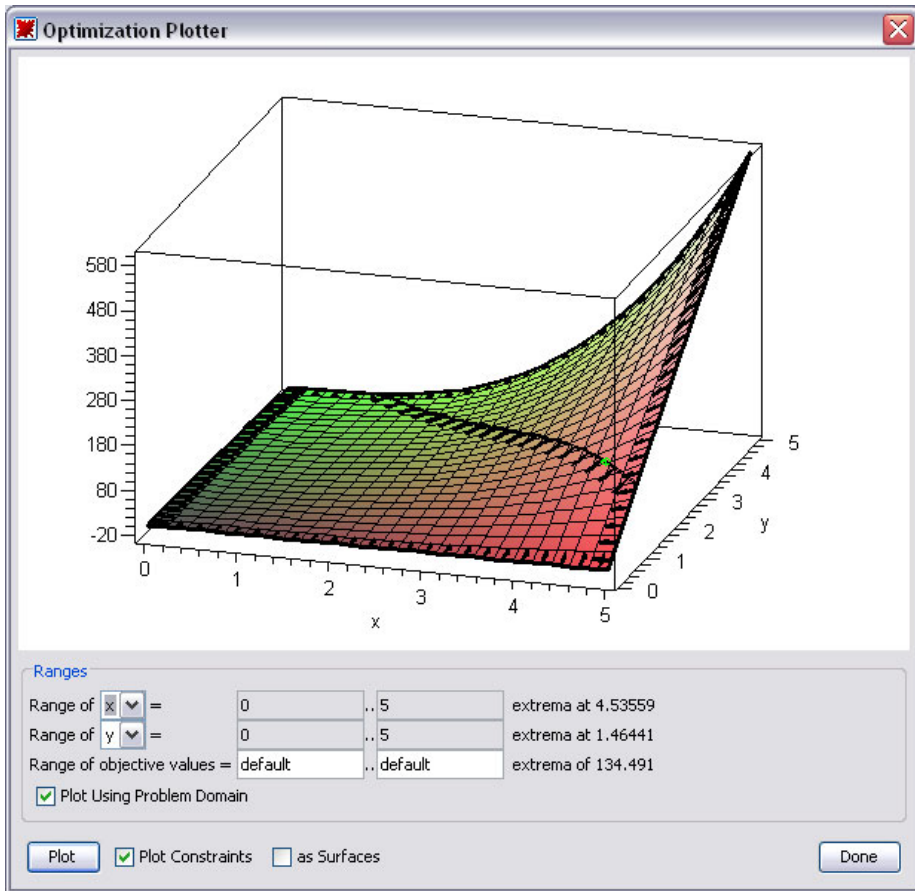 Optimization Plotter
580
480
380
280
180
80
-20
0
1
2
3
4
5
x
0
1
2
3
4
5
y
Ranges
Range of x = 0 .. 5 extrema at 4.53559
Range of y = 0 .. 5 extrema at 1.46441
Range of objective values = default .. default extrema of 134.491
Plot Using Problem Domain
Plot Plot Constraints as Surfaces Done